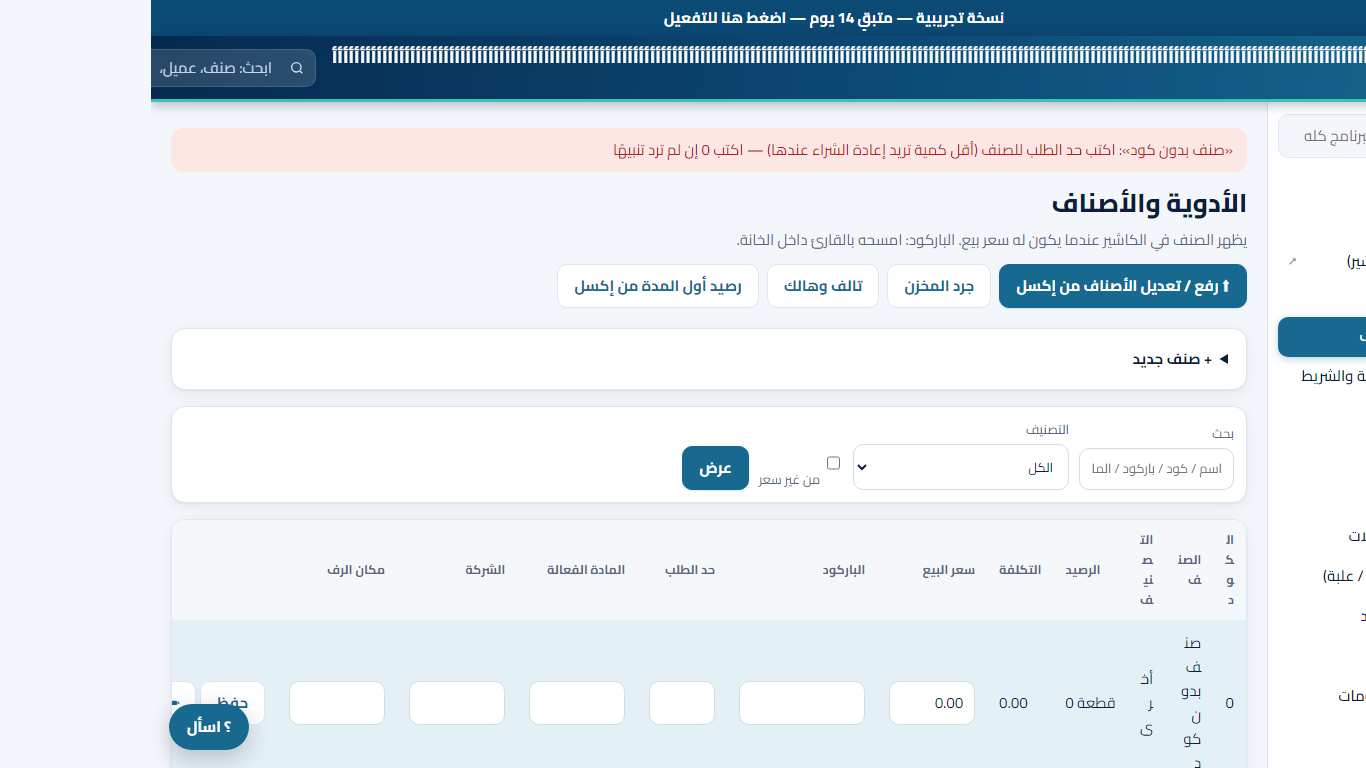 نسخة تجريبية — متبقٍ 14 يوم — اضغط هنا للتفعيل
ابحث: صنف، عميل،
«صنف بدون كود»: اكتب حد الطلب للصنف (أقل كمية تريد إعادة الشراء عندها) — اكتب 0 إن لم ترد تنبيهًا
برنامج كله
الأدوية والأصناف
يظهر الصنف في الكاشير عندما يكون له سعر بيع. الباركود: امسحه بالقارئ داخل الخانة.
⬆ رفع / تعديل الأصناف من إكسل
جرد المخزن
تالف وهالك
رصيد أول المدة من إكسل
+ صنف جديد
بحث
التصنيف
اسم / كود / باركود / الما
الكل
من غير سعر
عرض
الكود
الصنف
التصنيف
الرصيد
التكلفة
سعر البيع
الباركود
حد الطلب
المادة الفعالة
الشركة
مكان الرف
0
صنف بدون كود
أخرى
0 قطعة
0.00
0.00
حفظ
؟ اسأل
ة والشريط
/ علبة)